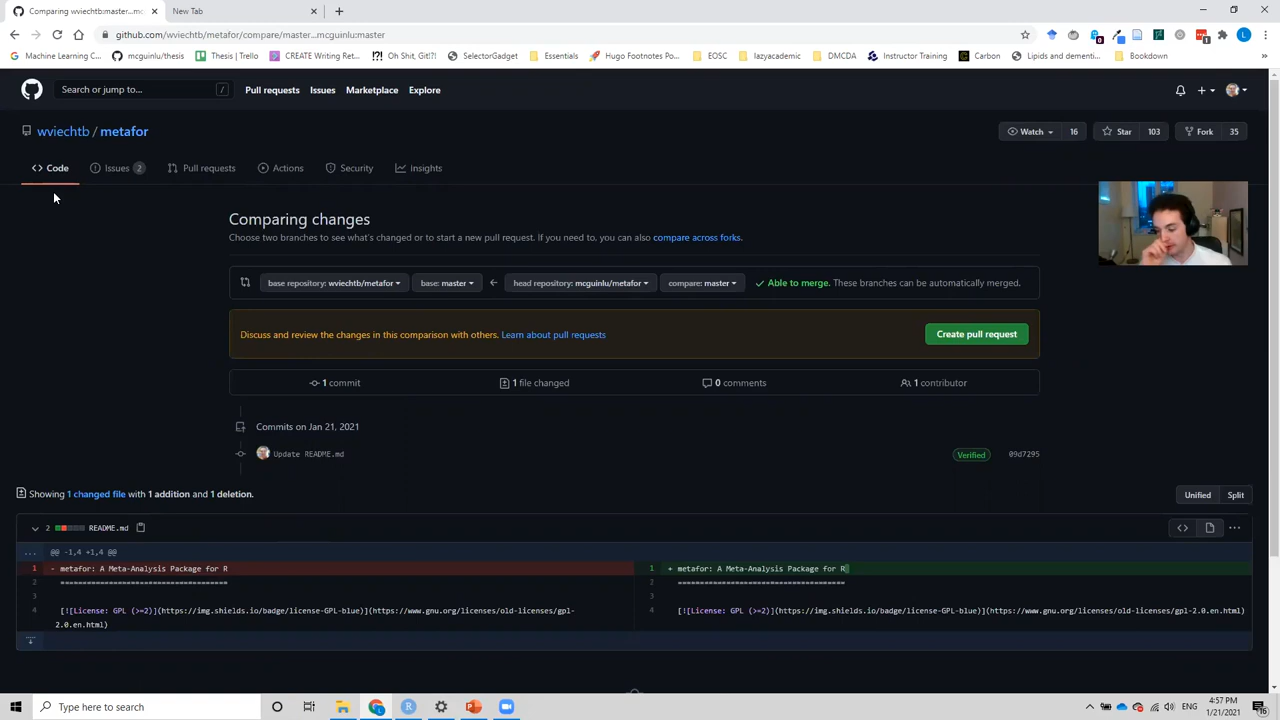 Comparing wviechtb:master...mcguin
New Tab
github.com/wviechtb/metafor/compare/master...mcguinlu:master
Machine Learning C...
mcguinlu/thesis
Thesis | Trello
CREATE Writing Ret...
Oh Shit, Git!?!
SelectorGadget
Essentials
Hugo Footnotes Po...
EOSC
lazyacademic
DMCDA
Instructor Training
Carbon
Lipids and dementi...
Bookdown
Search or jump to...
/
Pull requests
Issues
Marketplace
Explore
wviechtb / metafor
Watch
16
Star
103
Fork
35
Code
Issues 2
Pull requests
Actions
Security
Insights
Comparing changes
Choose two branches to see what's changed or to start a new pull request. If you need to, you can also compare across forks.
base repository: wviechtb/metafor
base: master
head repository: mcguinlu/metafor
compare: master
Able to merge. These branches can be automatically merged.
Discuss and review the changes in this comparison with others. Learn about pull requests
Create pull request
1 commit
1 file changed
0 comments
1 contributor
Commits on Jan 21, 2021
Update README.md
Verified
09d7295
Showing 1 changed file with 1 addition and 1 deletion.
Unified
Split
2
README.md
... @@ -1,4 +1,4 @@
1 - metafor: A Meta-Analysis Package for R
1 + metafor: A Meta-Analysis Package for R
2 ====================================
2 ====================================
3
3
4 [![License: GPL (>=2)](https://img.shields.io/badge/license-GPL-blue)](https://www.gnu.org/licenses/old-licenses/gpl-
2.0.en.html)
4 [![License: GPL (>=2)](https://img.shields.io/badge/license-GPL-blue)](https://www.gnu.org/licenses/old-licenses/gpl-2.0.en.html)
Type here to search
ENG
4:57 PM
1/21/2021